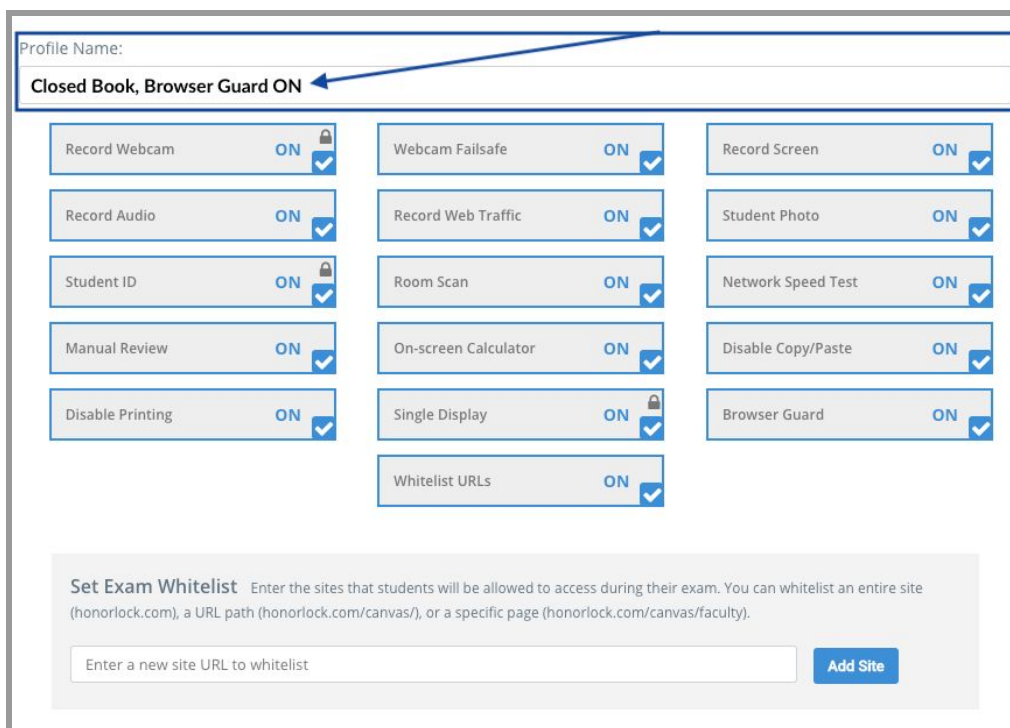 Profile Name:
Closed Book, Browser Guard ON
Record Webcam ON
Webcam Failsafe ON
Record Screen ON
Record Audio ON
Record Web Traffic ON
Student Photo ON
Student ID ON
Room Scan ON
Network Speed Test ON
Manual Review ON
On-screen Calculator ON
Disable Copy/Paste ON
Disable Printing ON
Single Display ON
Browser Guard ON
Whitelist URLs ON
Set Exam Whitelist Enter the sites that students will be allowed to access during their exam. You can whitelist an entire site
(honorlock.com), a URL path (honorlock.com/canvas/), or a specific page (honorlock.com/canvas/faculty).
Enter a new site URL to whitelist
Add Site